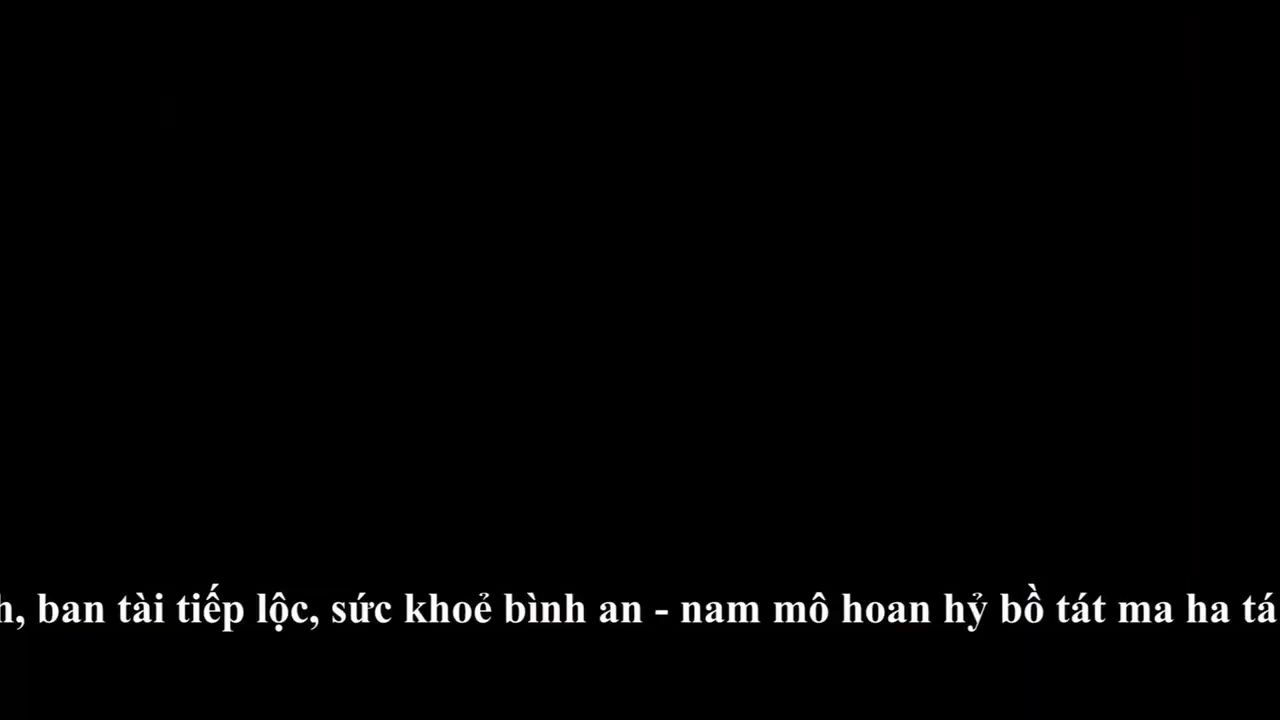 h, ban tài tiếp lộc, sức khoẻ bình an - nam mô hoan hỷ bồ tát ma ha tá